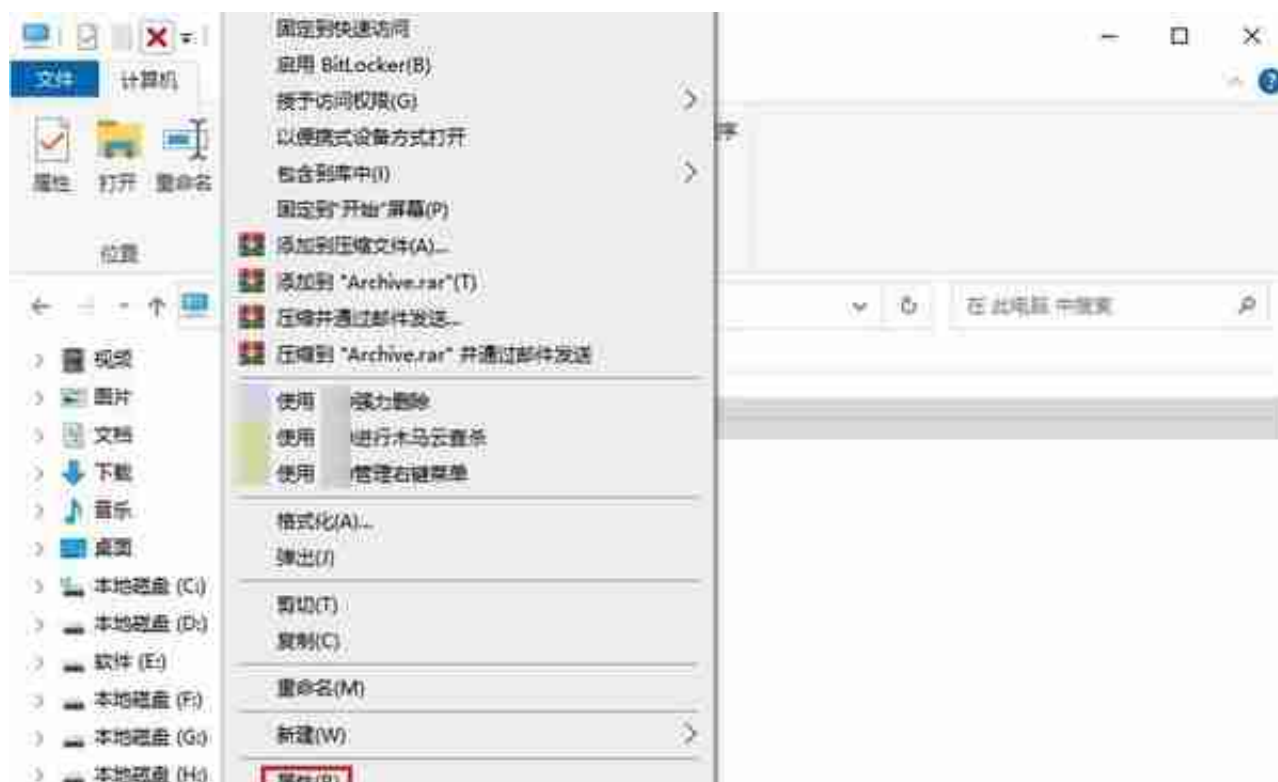 文件
计算机
属性
打开
重命名
位置
固定到快速访问
启用 BitLocker(B)
授予访问权限(G)
以便携式设备方式打开
包含到库中(I)
固定到"开始"屏幕(P)
添加到压缩文件(A)...
添加到 "Archive.rar"(T)
压缩并通过邮件发送...
压缩到 "Archive.rar" 并通过邮件发送
使用 强力删除
使用 进行木马云查杀
使用 管理右键菜单
格式化(A)...
弹出(J)
剪切(T)
复制(C)
重命名(M)
新建(W)
属性(R)
序
在 此电脑 中搜索
视频
图片
文档
下载
音乐
桌面
本地磁盘 (C:)
本地磁盘 (D:)
软件 (E:)
本地磁盘 (F:)
本地磁盘 (G:)
本地磁盘 (H:)